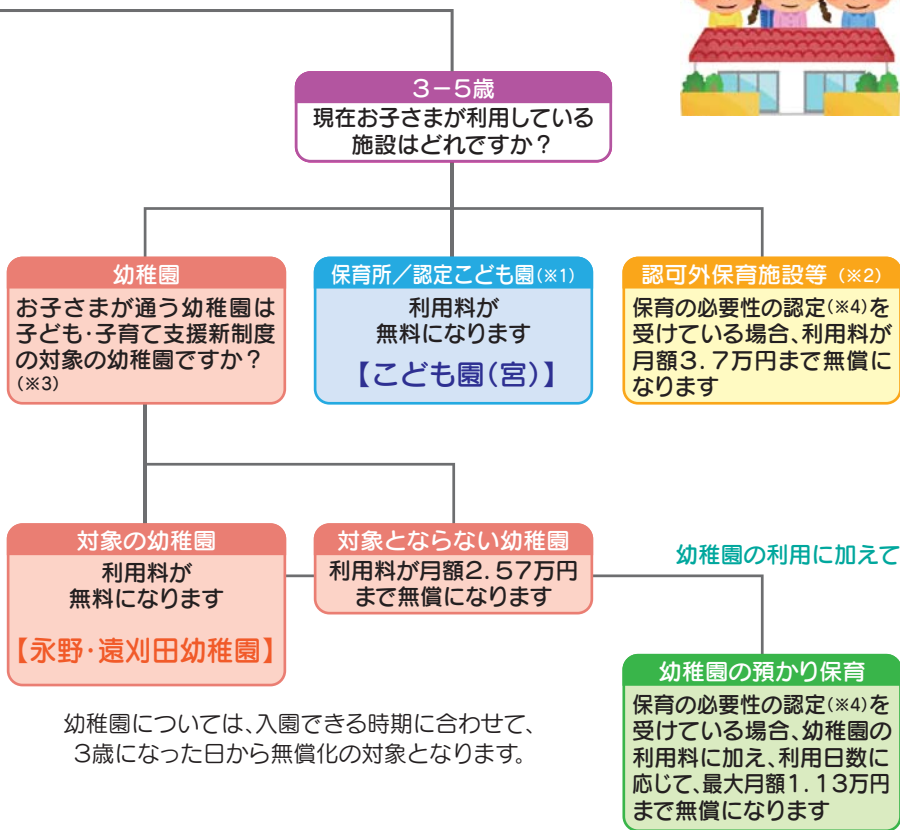 3－5歳
現在お子さまが利用している
施設はどれですか？
幼稚園
お子さまが通う幼稚園は
子ども・子育て支援新制度
の対象の幼稚園ですか？
(※3)
保育所／認定こども園(※1)
利用料が
無料になります
【こども園(宮)】
認可外保育施設等 (※2)
保育の必要性の認定(※4)を
受けている場合、利用料が
月額3．7万円まで無償に
なります
対象の幼稚園
利用料が
無料になります
【永野・遠刈田幼稚園】
対象とならない幼稚園
利用料が月額2．57万円
まで無償になります
幼稚園の利用に加えて
幼稚園の預かり保育
保育の必要性の認定(※4)を
受けている場合、幼稚園の
利用料に加え、利用日数に
応じて、最大月額1．13万円
まで無償になります
幼稚園については、入園できる時期に合わせて、
3歳になった日から無償化の対象となります。